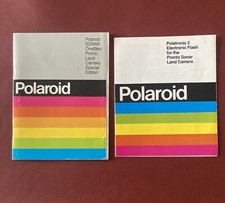 Polaroid
SONAR
OneStep
Pronto
Land
Camera
Special
Edition
Polaroid
Polatronic 2
Electronic Flash
for the
Pronto Sonar
Land Camera
Polaroid